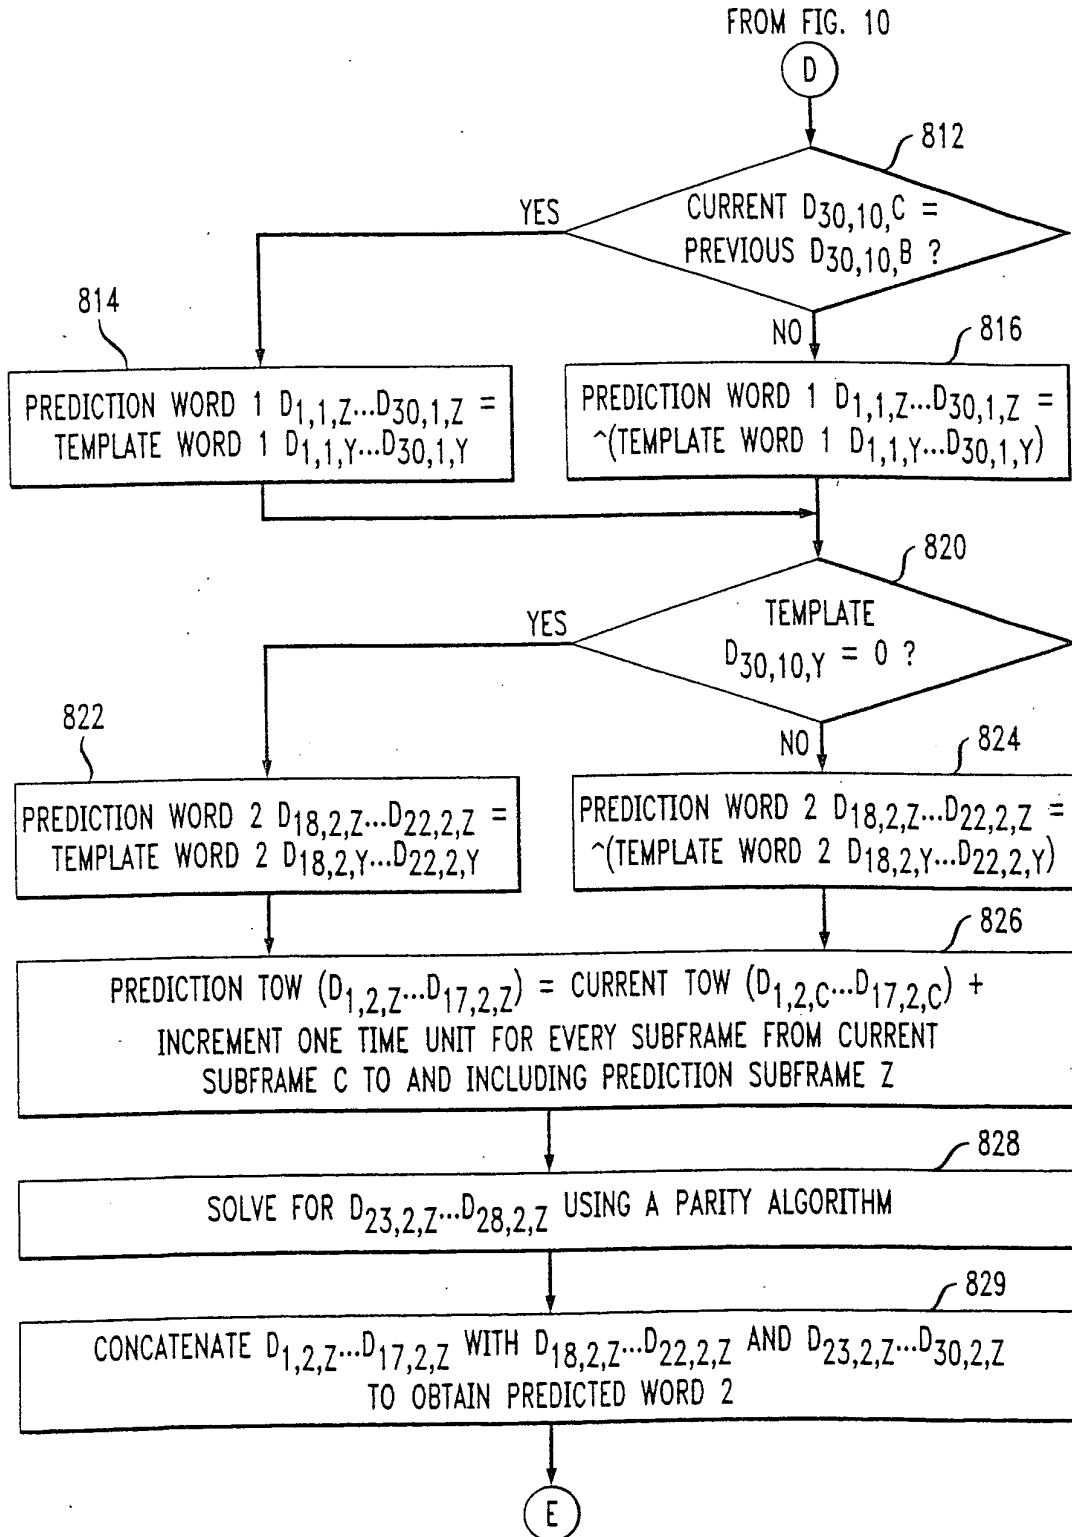 FROM FIG. 10
D
812
CURRENT D30,10,C =
PREVIOUS D30,10,B ?
YES
NO
814
PREDICTION WORD 1 D1,1,Z...D30,1,Z =
TEMPLATE WORD 1 D1,1,Y...D30,1,Y
816
PREDICTION WORD 1 D1,1,Z...D30,1,Z =
^(TEMPLATE WORD 1 D1,1,Y...D30,1,Y)
820
TEMPLATE
D30,10,Y = 0 ?
YES
NO
822
PREDICTION WORD 2 D18,2,Z...D22,2,Z =
TEMPLATE WORD 2 D18,2,Y...D22,2,Y
824
PREDICTION WORD 2 D18,2,Z...D22,2,Z =
^(TEMPLATE WORD 2 D18,2,Y...D22,2,Y)
826
PREDICTION TOW (D1,2,Z...D17,2,Z) = CURRENT TOW (D1,2,C...D17,2,C) +
INCREMENT ONE TIME UNIT FOR EVERY SUBFRAME FROM CURRENT
SUBFRAME C TO AND INCLUDING PREDICTION SUBFRAME Z
828
SOLVE FOR D23,2,Z...D28,2,Z USING A PARITY ALGORITHM
829
CONCATENATE D1,2,Z...D17,2,Z WITH D18,2,Z...D22,2,Z AND D23,2,Z...D30,2,Z
TO OBTAIN PREDICTED WORD 2
E